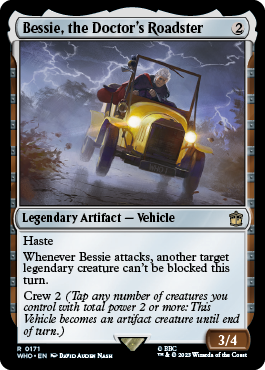 Bessie, the Doctor's Roadster 2
Legendary Artifact — Vehicle
Haste
Whenever Bessie attacks, another target
legendary creature can't be blocked this
turn.
Crew 2 (Tap any number of creatures you
control with total power 2 or more: This
Vehicle becomes an artifact creature until end
of turn.)
3/4
R 0171
WHO • EN DAVID AUDEN NASH
© BBC
™ & © 2023 Wizards of the Coast